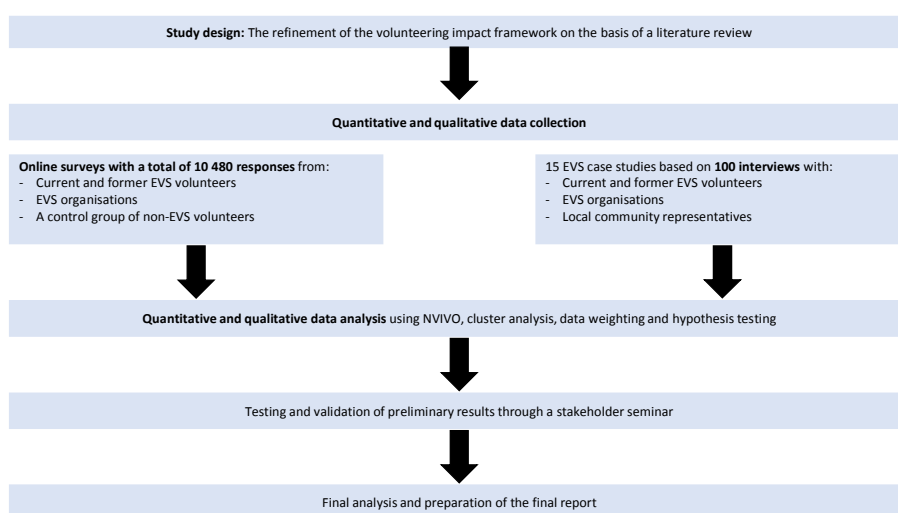 Study design: The refinement of the volunteering impact framework on the basis of a literature review
Quantitative and qualitative data collection
Online surveys with a total of 10 480 responses from:
- Current and former EVS volunteers
- EVS organisations
- A control group of non-EVS volunteers
15 EVS case studies based on 100 interviews with:
- Current and former EVS volunteers
- EVS organisations
- Local community representatives
Quantitative and qualitative data analysis using NVIVO, cluster analysis, data weighting and hypothesis testing
Testing and validation of preliminary results through a stakeholder seminar
Final analysis and preparation of the final report